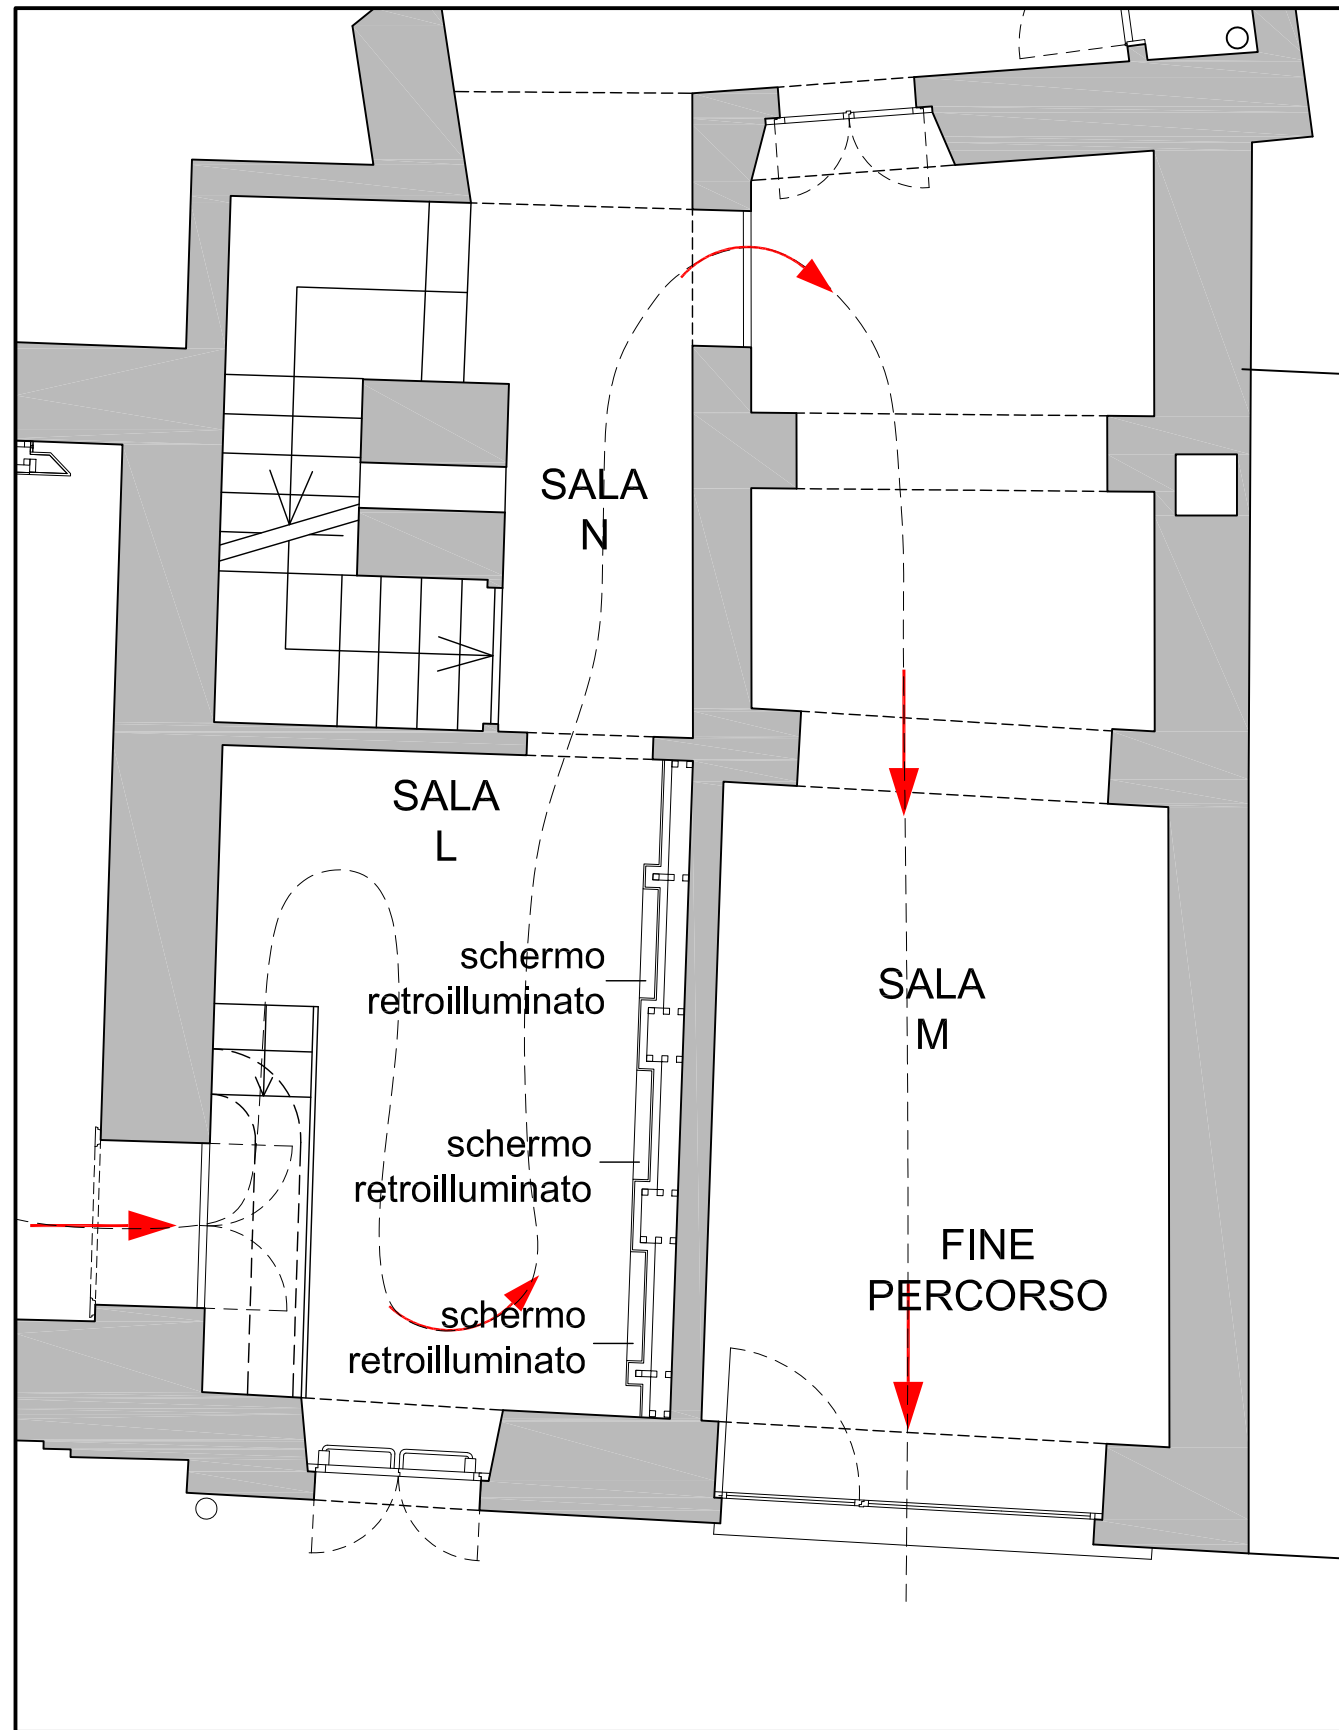 SALA
N
SALA
L
schermo
retroilluminato
SALA
M
schermo
retroilluminato
FINE
PERCORSO
schermo
retroilluminato